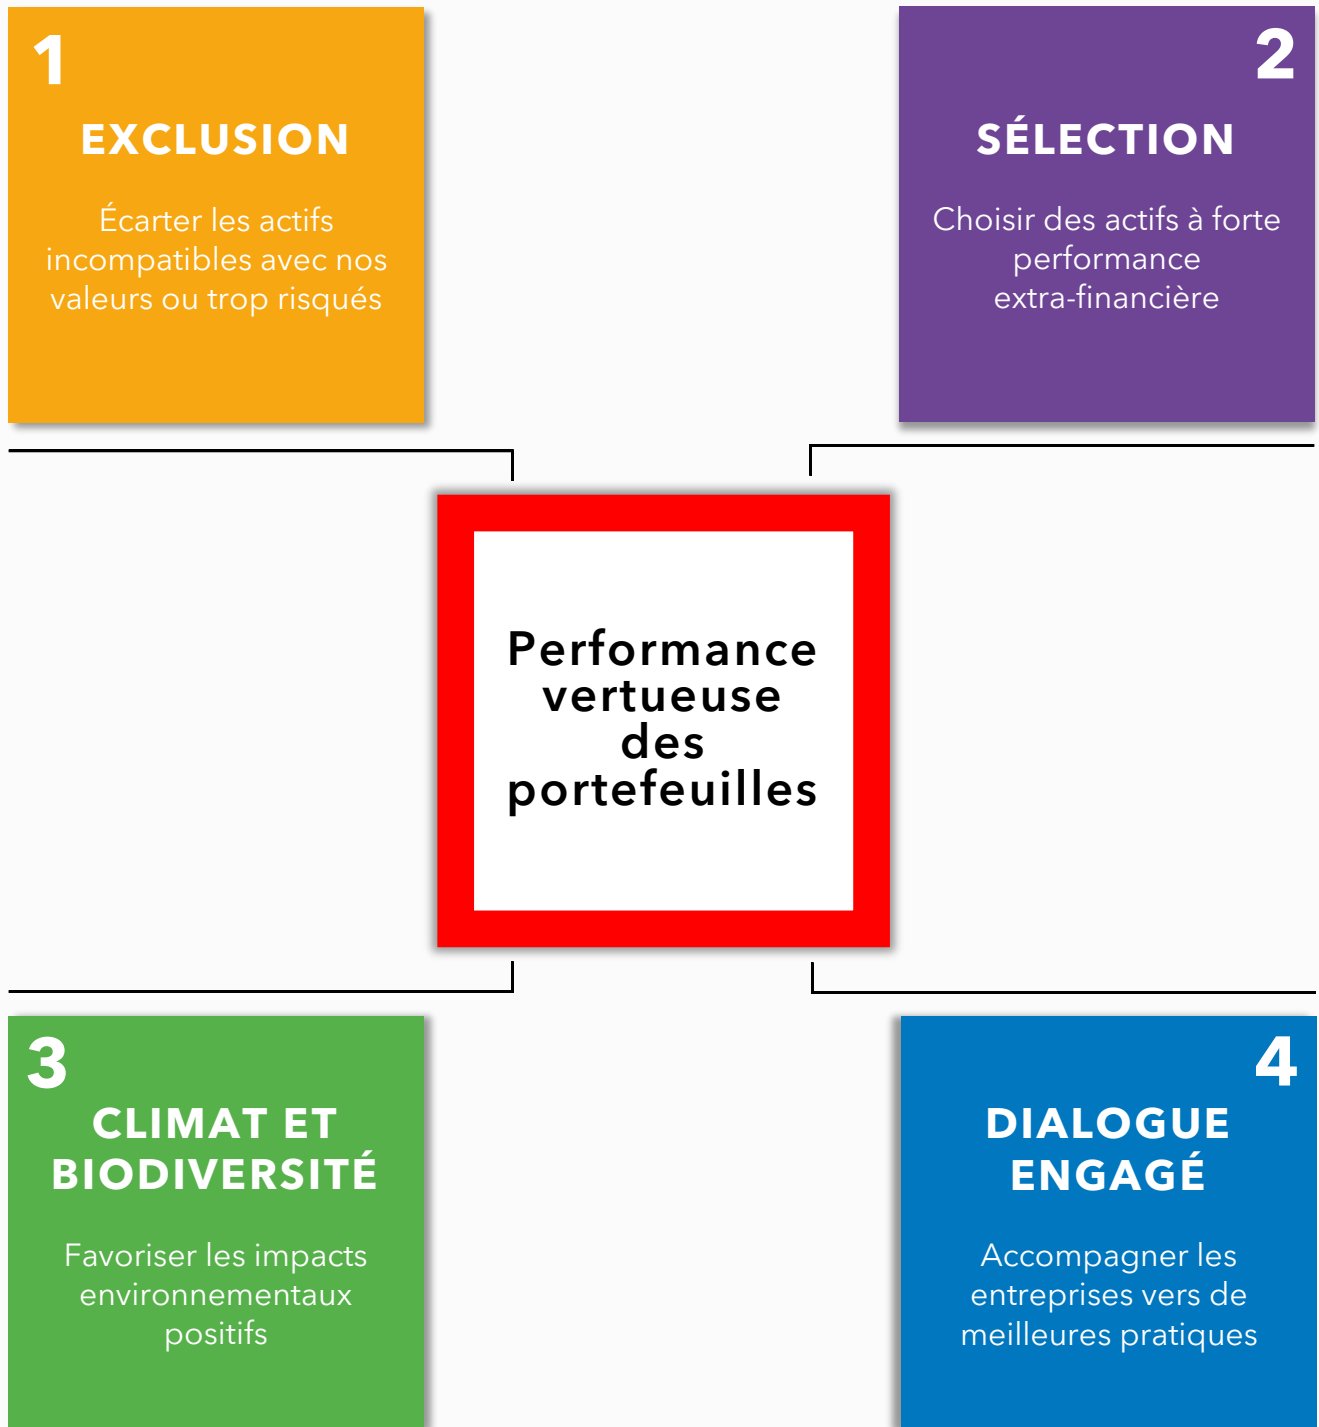 1
EXCLUSION
Écarter les actifs
incompatibles avec nos
valeurs ou trop risqués
2
SÉLECTION
Choisir des actifs à forte
performance
extra-financière
Performance
vertueuse
des
portefeuilles
3
CLIMAT ET
BIODIVERSITÉ
Favoriser les impacts
environnementaux
positifs
4
DIALOGUE
ENGAGÉ
Accompagner les
entreprises vers de
meilleures pratiques